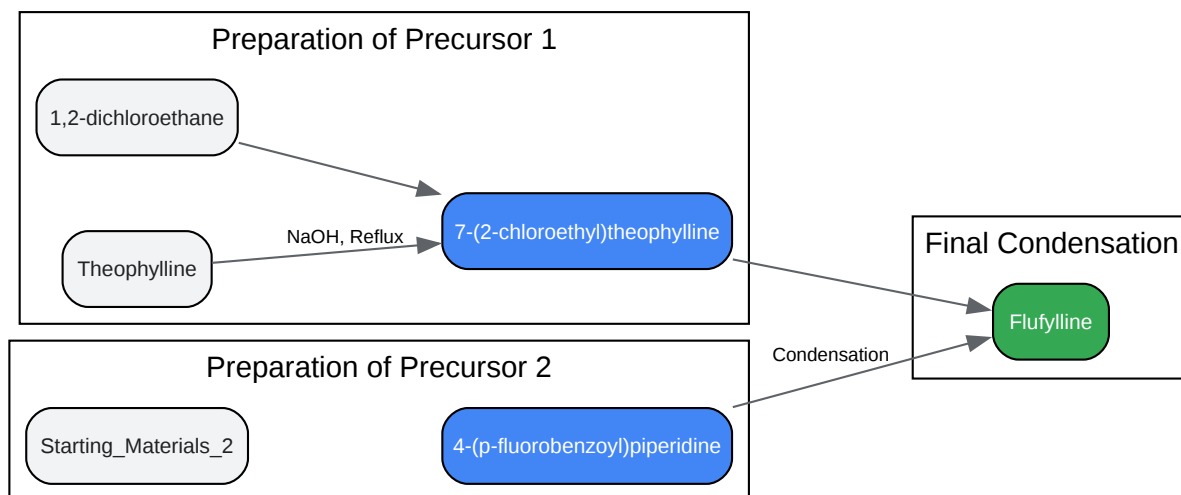 Preparation of Precursor 1
1,2-dichloroethane
NaOH, Reflux
7-(2-chloroethyl)theophylline
Theophylline
Final Condensation
Flufylline
Condensation
Preparation of Precursor 2
Starting_Materials_2
4-(p-fluorobenzoyl)piperidine